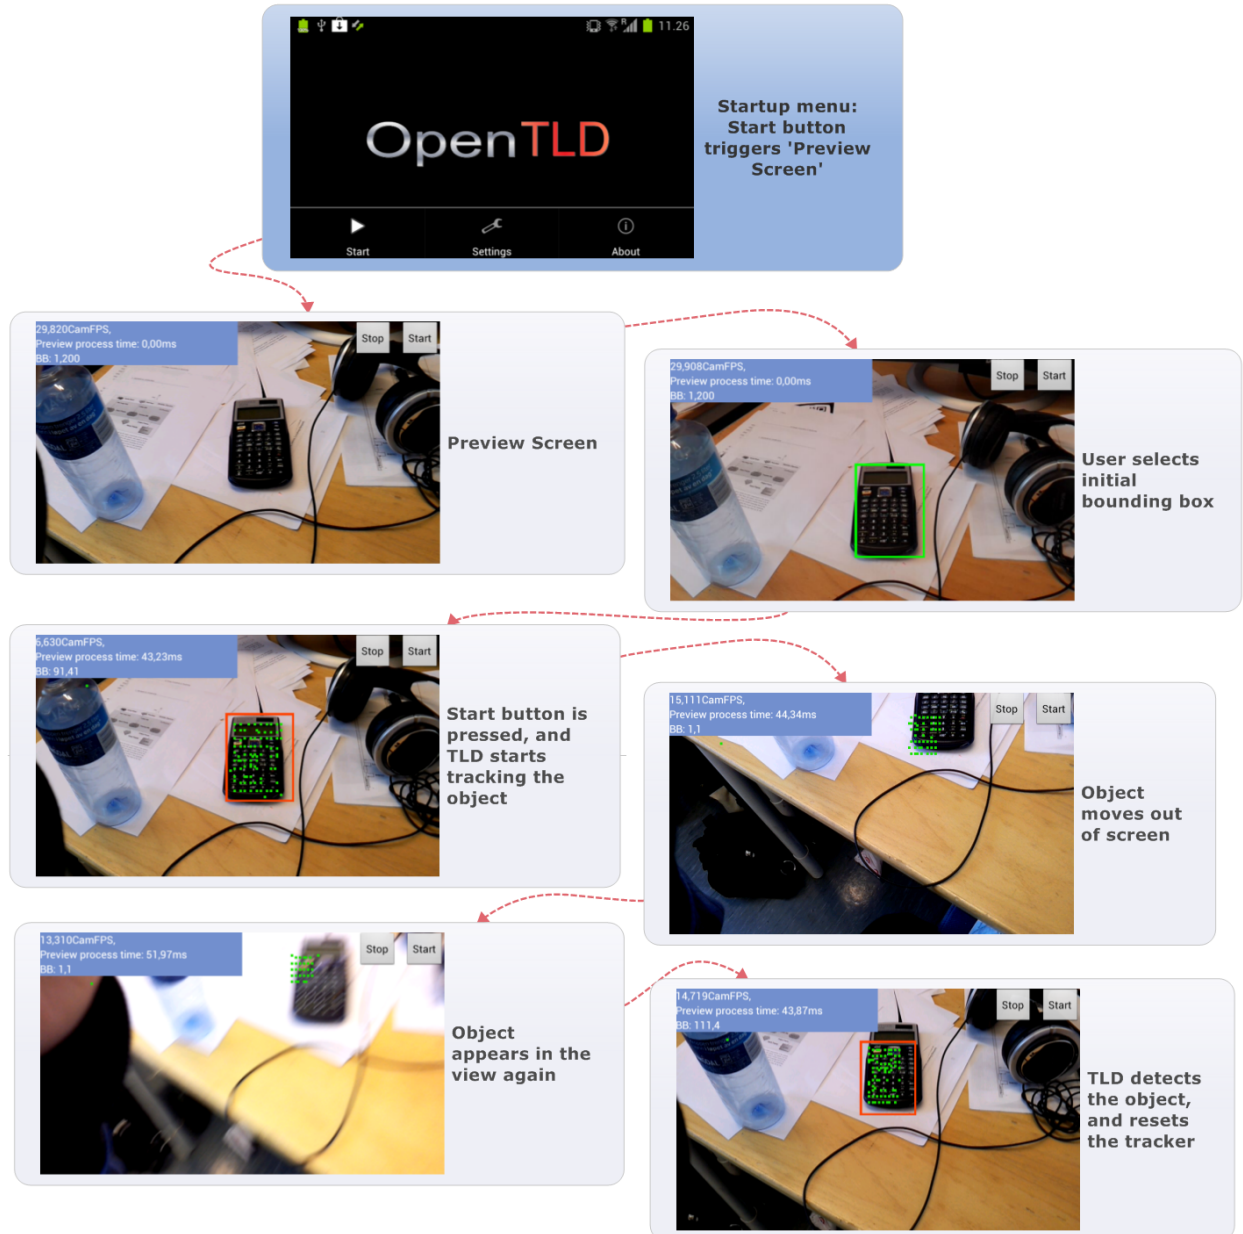 11.26
OpenTLD
Start
Settings
About
Startup menu:
Start button
triggers 'Preview
Screen'
29,820CamFPS,
Preview process time: 0,00ms
BB: 1,200
Stop
Start
Preview Screen
29,908CamFPS,
Preview process time: 0,00ms
BB: 1,200
Stop
Start
User selects
initial
bounding box
6,630CamFPS,
Preview process time: 43,23ms
BB: 91,41
Stop
Start
Start button is
pressed, and
TLD starts
tracking the
object
15,111CamFPS,
Preview process time: 44,34ms
BB: 1,1
Stop
Start
Object
moves out
of screen
13,310CamFPS,
Preview process time: 51,97ms
BB: 1,1
Stop
Start
Object
appears in the
view again
14,719CamFPS,
Preview process time: 43,87ms
BB: 111,4
Stop
Start
TLD detects
the object,
and resets
the tracker